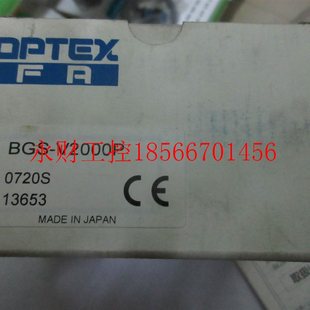 OPTEX
FA
BGS-V2000P
永财工控18566701456
0720S
13653
CE
MADE IN JAPAN